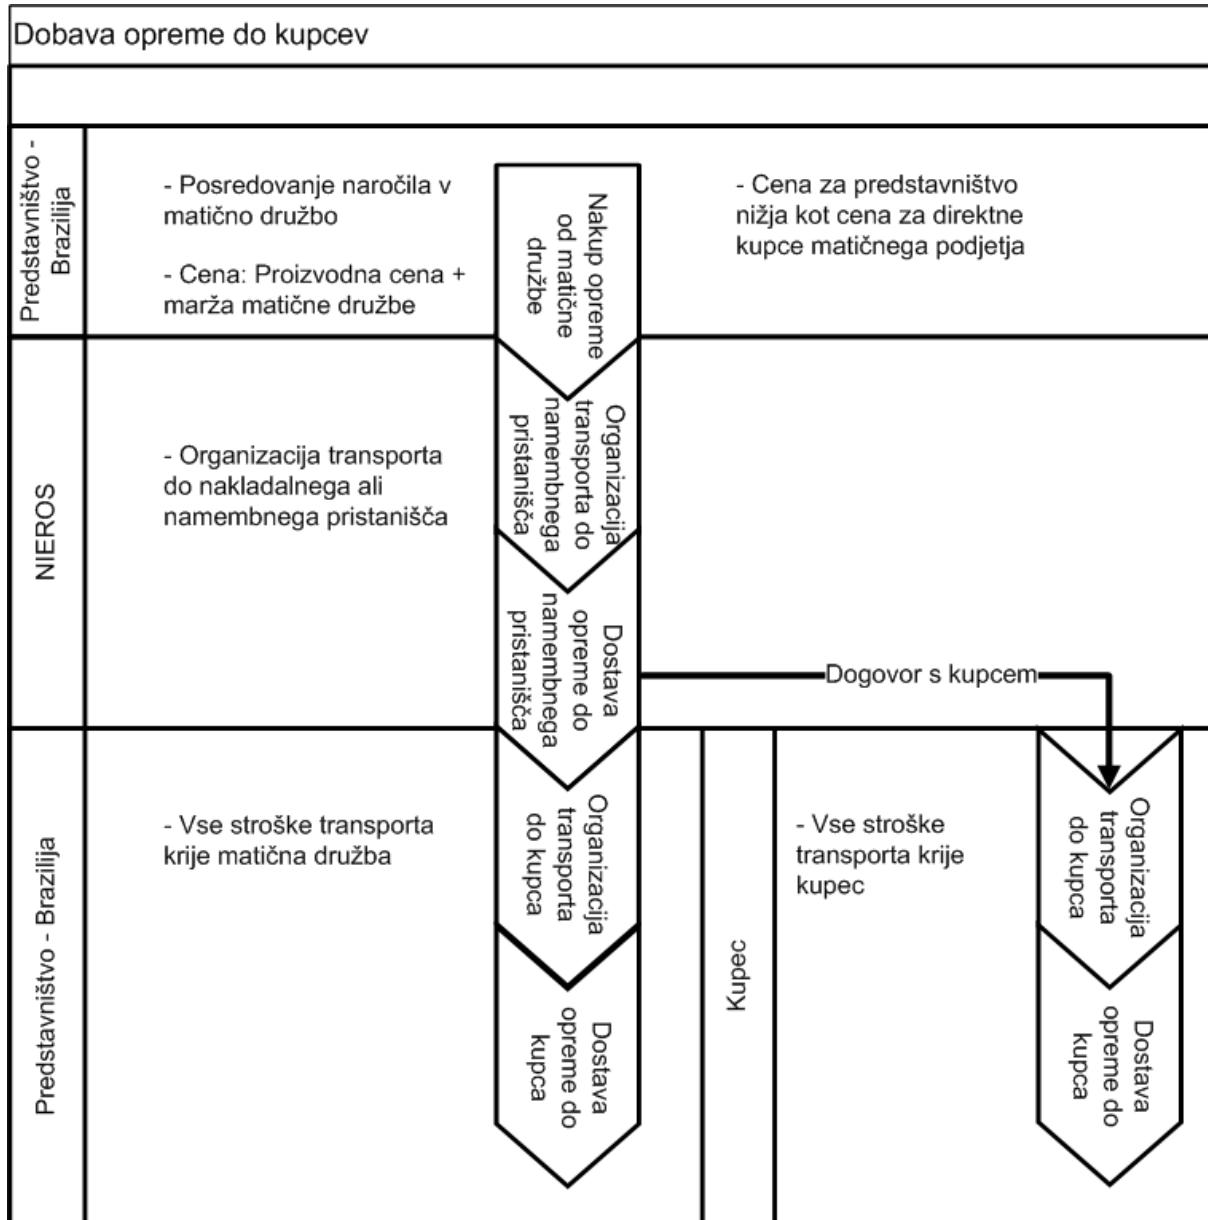 Dobava opreme do kupcev
Predstavništvo -
Brazilija
- Posredovanje naročila v
matično družbo
- Cena: Proizvodna cena +
marža matične družbe
Nakup opreme
od matične
družbe
- Cena za predstavništvo
nižja kot cena za direktne
kupce matičnega podjetja
NIEROS
- Organizacija transporta
do nakladalnega ali
namembnega pristanišča
Organizacija
transporta do
namembnega
pristanišča
Dostava
opreme do
namembnega
pristanišča
Dogovor s kupcem
Predstavništvo - Brazilija
- Vse stroške transporta
krije matična družba
Organizacija
transporta
do kupca
Dostava
opreme do
kupca
Kupec
- Vse stroške
transporta krije
kupec
Organizacija
transporta
do kupca
Dostava
opreme do
kupca